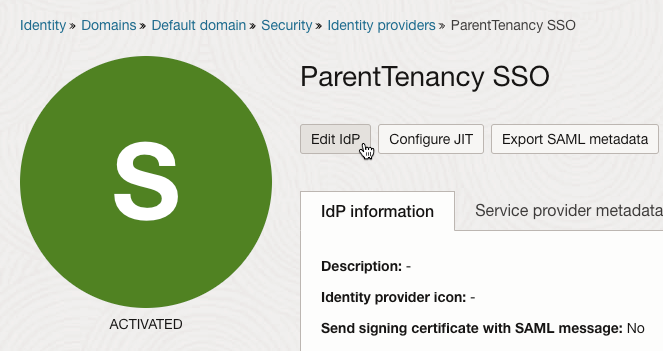 Identity » Domains » Default domain » Security » Identity providers » ParentTenancy SSO
S
ACTIVATED
ParentTenancy SSO
Edit IdP Configure JIT Export SAML metadata
IdP information Service provider metadata
Description: -
Identity provider icon: -
Send signing certificate with SAML message: No